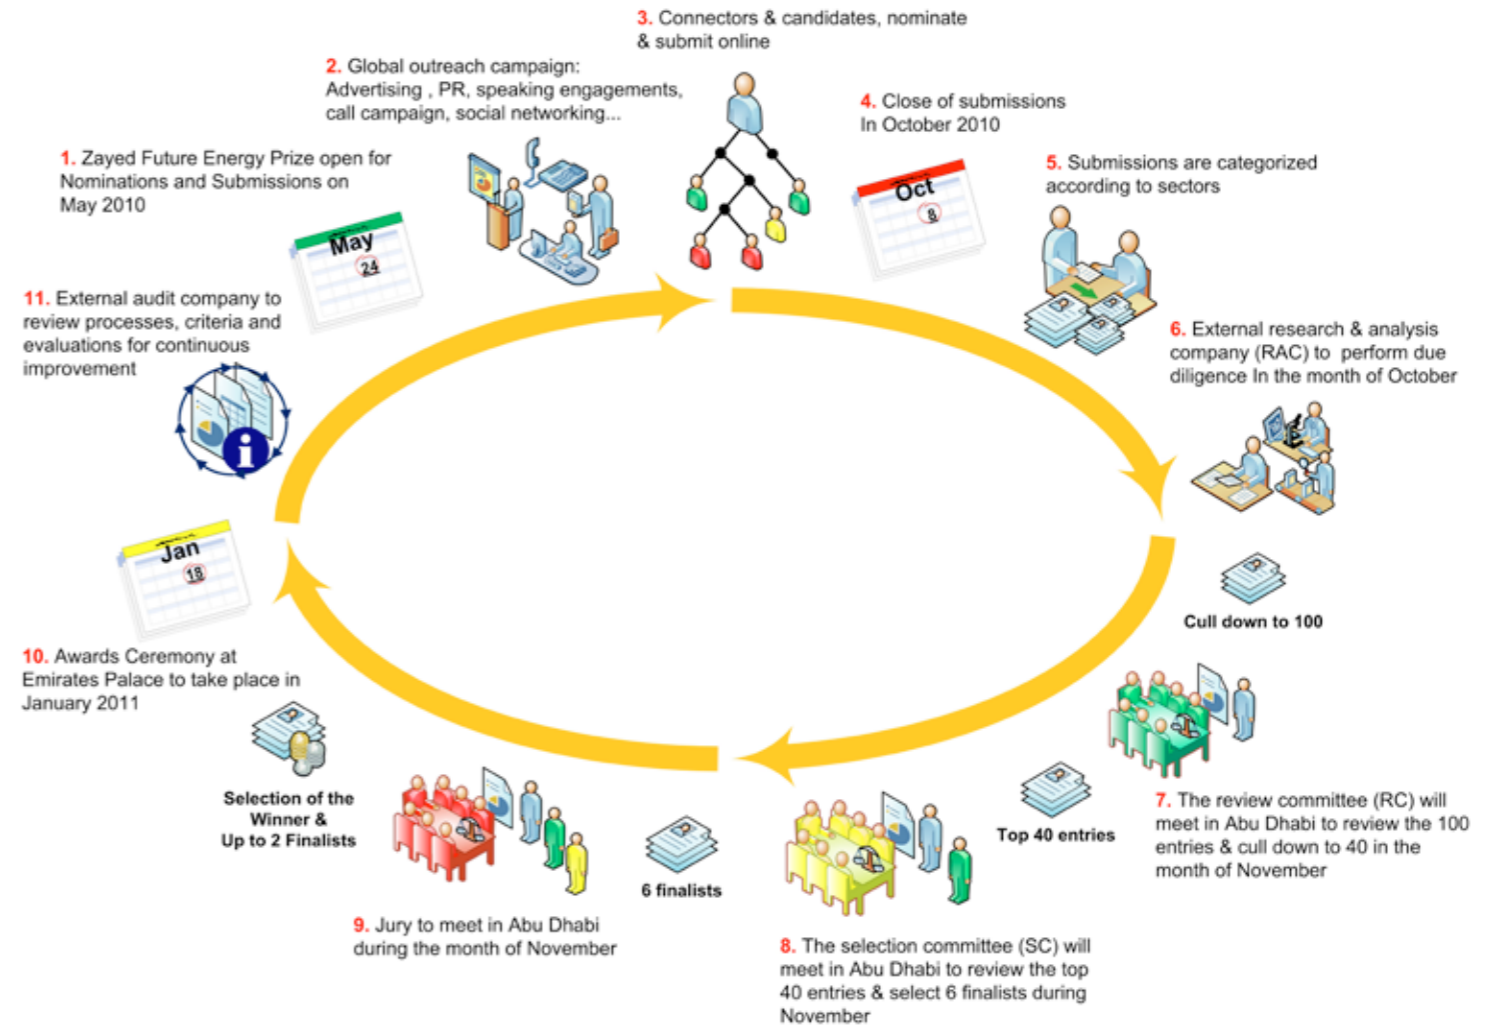 1. Zayed Future Energy Prize open for
Nominations and Submissions on
May 2010
May
24
2. Global outreach campaign:
Advertising , PR, speaking engagements,
call campaign, social networking...
3. Connectors & candidates, nominate
& submit online
4. Close of submissions
In October 2010
Oct
8
5. Submissions are categorized
according to sectors
6. External research & analysis
company (RAC) to perform due
diligence In the month of October
Cull down to 100
7. The review committee (RC) will
meet in Abu Dhabi to review the 100
entries & cull down to 40 in the
month of November
Top 40 entries
8. The selection committee (SC) will
meet in Abu Dhabi to review the top
40 entries & select 6 finalists during
November
6 finalists
9. Jury to meet in Abu Dhabi
during the month of November
Selection of the
Winner &
Up to 2 Finalists
10. Awards Ceremony at
Emirates Palace to take place in
January 2011
Jan
18
11. External audit company to
review processes, criteria and
evaluations for continuous
improvement
i